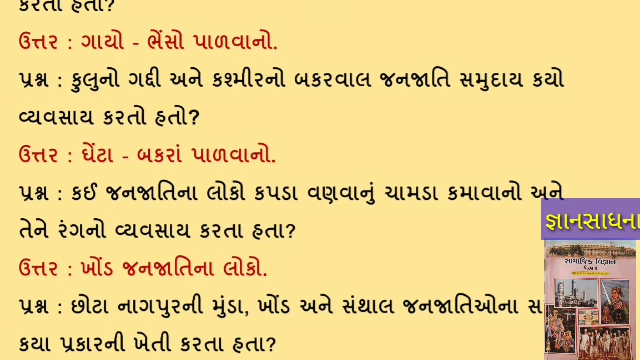 કરતા હતા?
ઉત્તર : ગાયો - ભેંસો પાળવાનો.
પ્રશ્ન : કુલુનો ગદ્દી અને કશ્મીરનો બકરવાલ જનજાતિ સમુદાય કયો
વ્યવસાય કરતો હતો?
ઉત્તર : ઘેંટા - બકરાં પાળવાનો.
પ્રશ્ન : કઈ જનજાતિના લોકો કપડા વણવાનું ચામડા કમાવાનો અને
તેને રંગનો વ્યવસાય કરતા હતા?
ઉત્તર : ખોંડ જનજાતિના લોકો.
પ્રશ્ન : છોટા નાગપુરની મુંડા, ખોંડ અને સંથાલ જનજાતિઓના
કયા પ્રકારની ખેતી કરતા હતા?
જ્ઞાનસાધના
સામાજિક વિજ્ઞાન